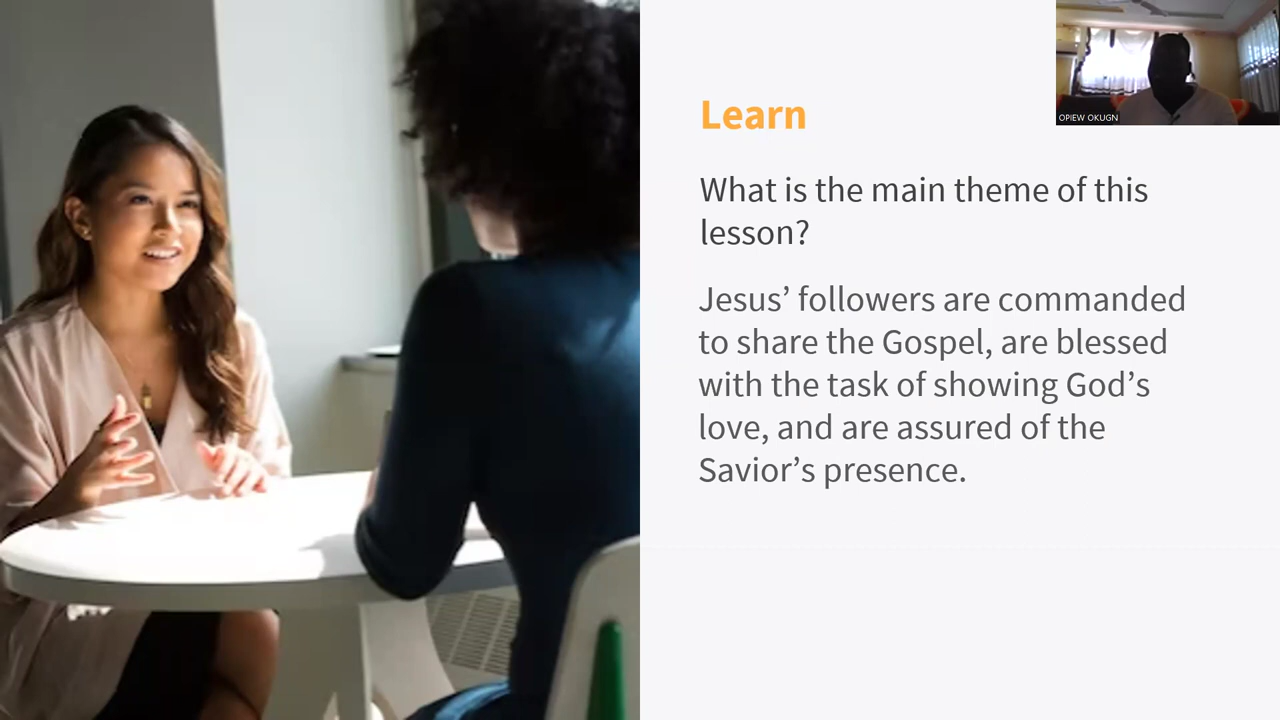 Learn
What is the main theme of this
lesson?
Jesus’ followers are commanded
to share the Gospel, are blessed
with the task of showing God’s
love, and are assured of the
Savior’s presence.
OPIEW OKUGN